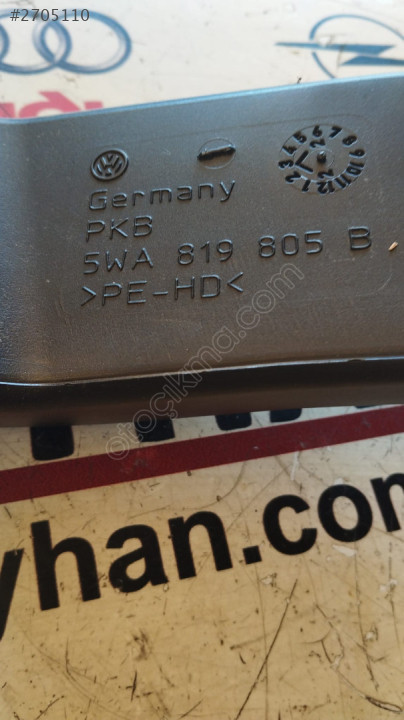 #2705110
Germany
PKB
5WA 819 805 B
>PE-HD<
otocikma.com
yhan.com